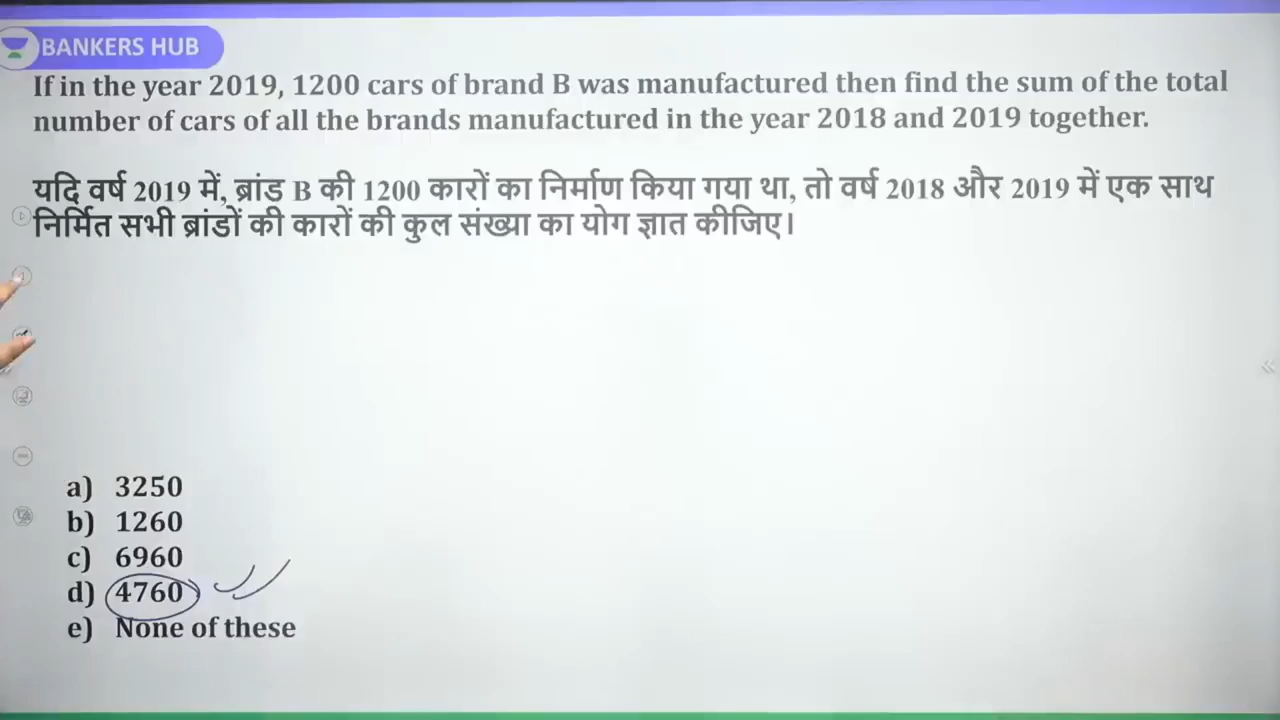 BANKERS HUB
If in the year 2019, 1200 cars of brand B was manufactured then find the sum of the total
number of cars of all the brands manufactured in the year 2018 and 2019 together.
यदि वर्ष 2019 में, ब्रांड B की 1200 कारों का निर्माण किया गया था, तो वर्ष 2018 और 2019 में एक साथ
निर्मित सभी ब्रांडों की कारों की कुल संख्या का योग ज्ञात कीजिए।
a) 3250
b) 1260
c) 6960
d) 4760
e) None of these